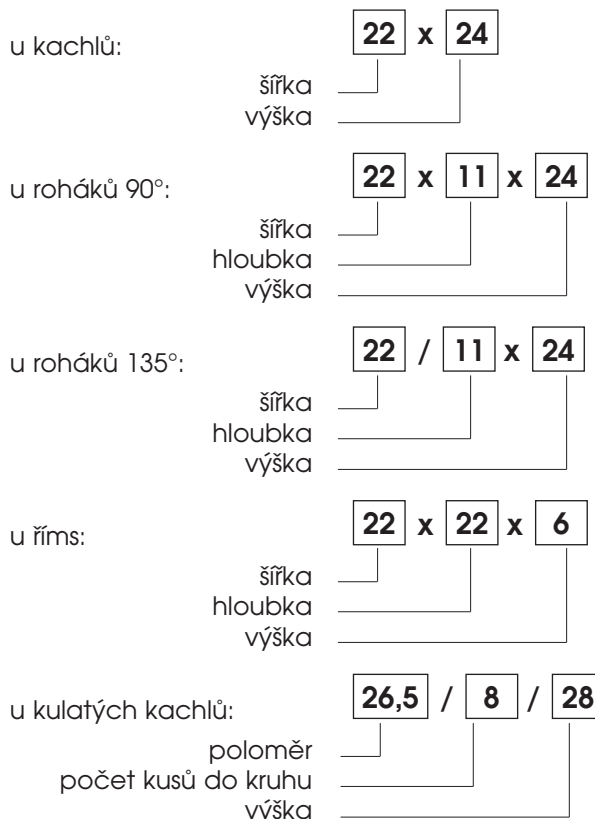 u kachlů: 22 x 24
šířka
výška
u roháků 90°: 22 x 11 x 24
šířka
hloubka
výška
u roháků 135°: 22 / 11 x 24
šířka
hloubka
výška
u říms: 22 x 22 x 6
šířka
hloubka
výška
u kulatých kachlů: 26,5 / 8 / 28
poloměr
počet kusů do kruhu
výška